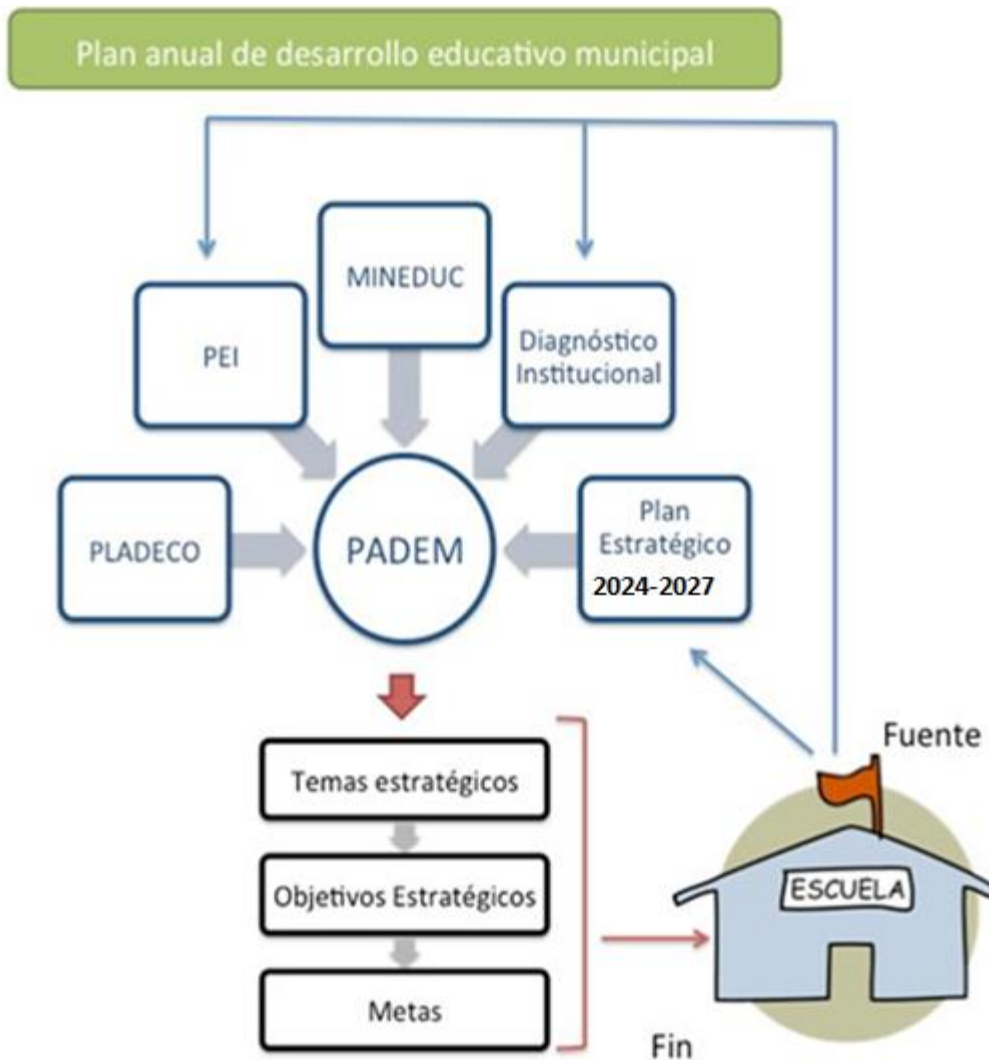 Plan anual de desarrollo educativo municipal
MINEDUC
PEI
Diagnóstico
Institucional
PLADECO
PADEM
Plan
Estratégico
2024-2027
Temas estratégicos
Objetivos Estratégicos
Metas
Fuente
ESCUELA
Fin